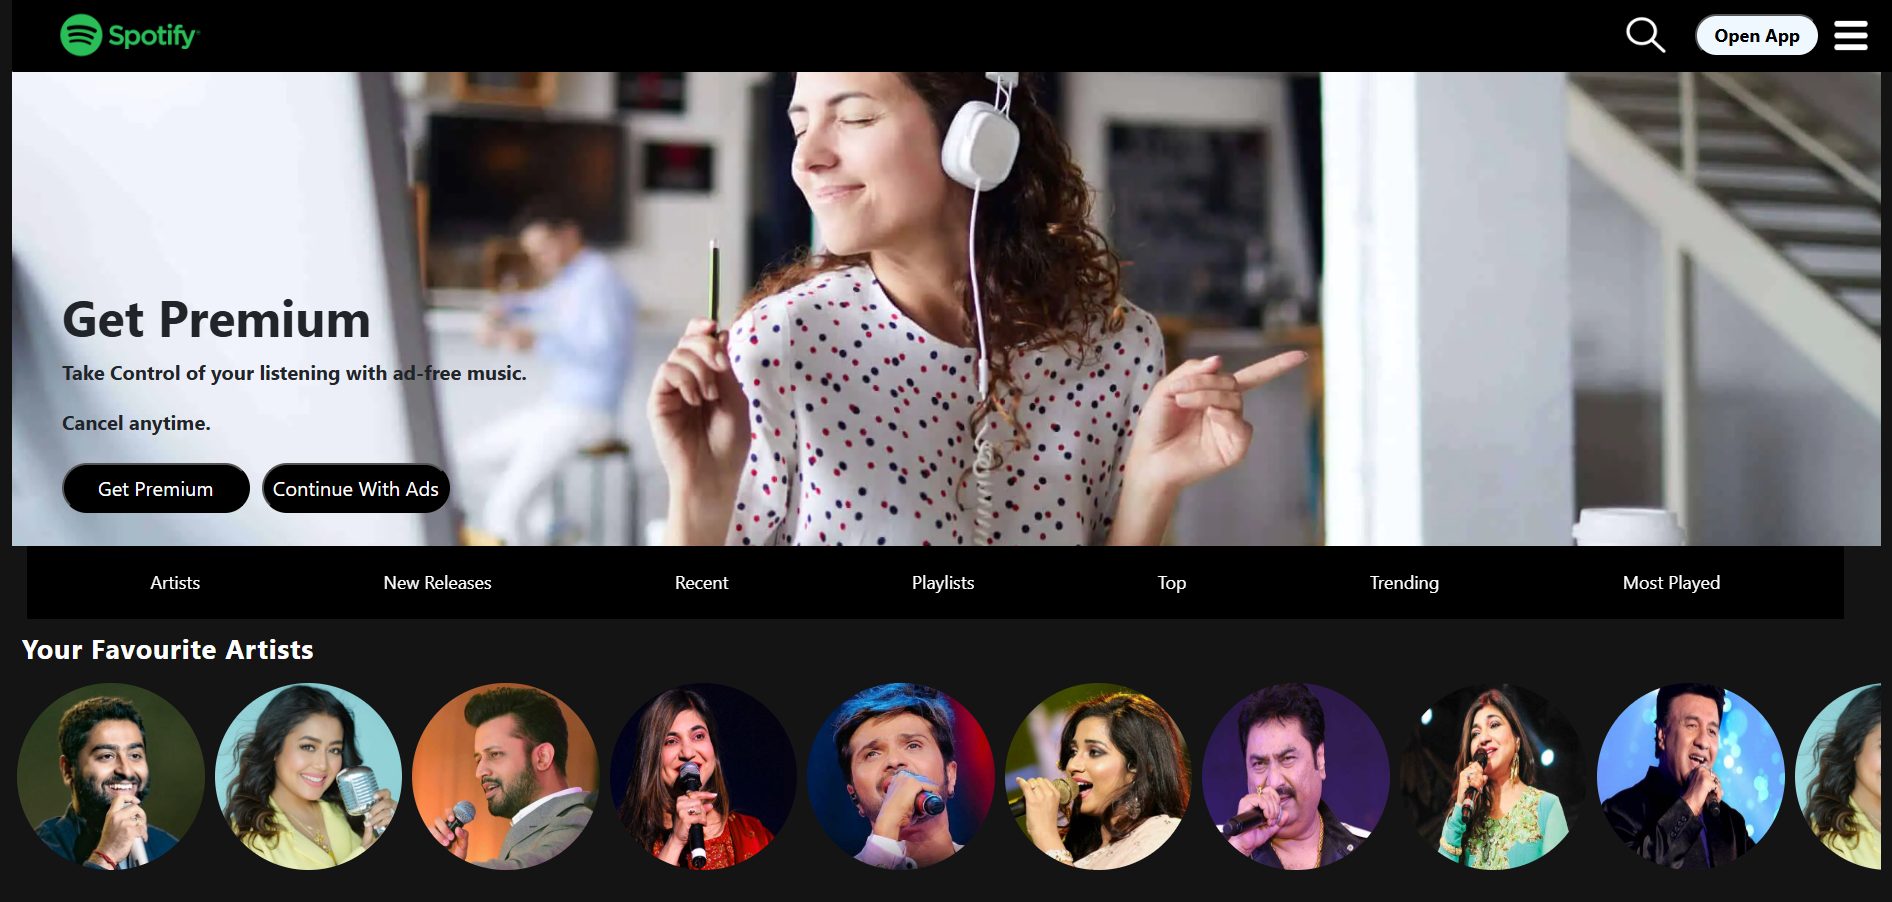 Spotify
Open App
Get Premium
Take Control of your listening with ad-free music.
Cancel anytime.
Get Premium
Continue With Ads
Artists
New Releases
Recent
Playlists
Top
Trending
Most Played
Your Favourite Artists